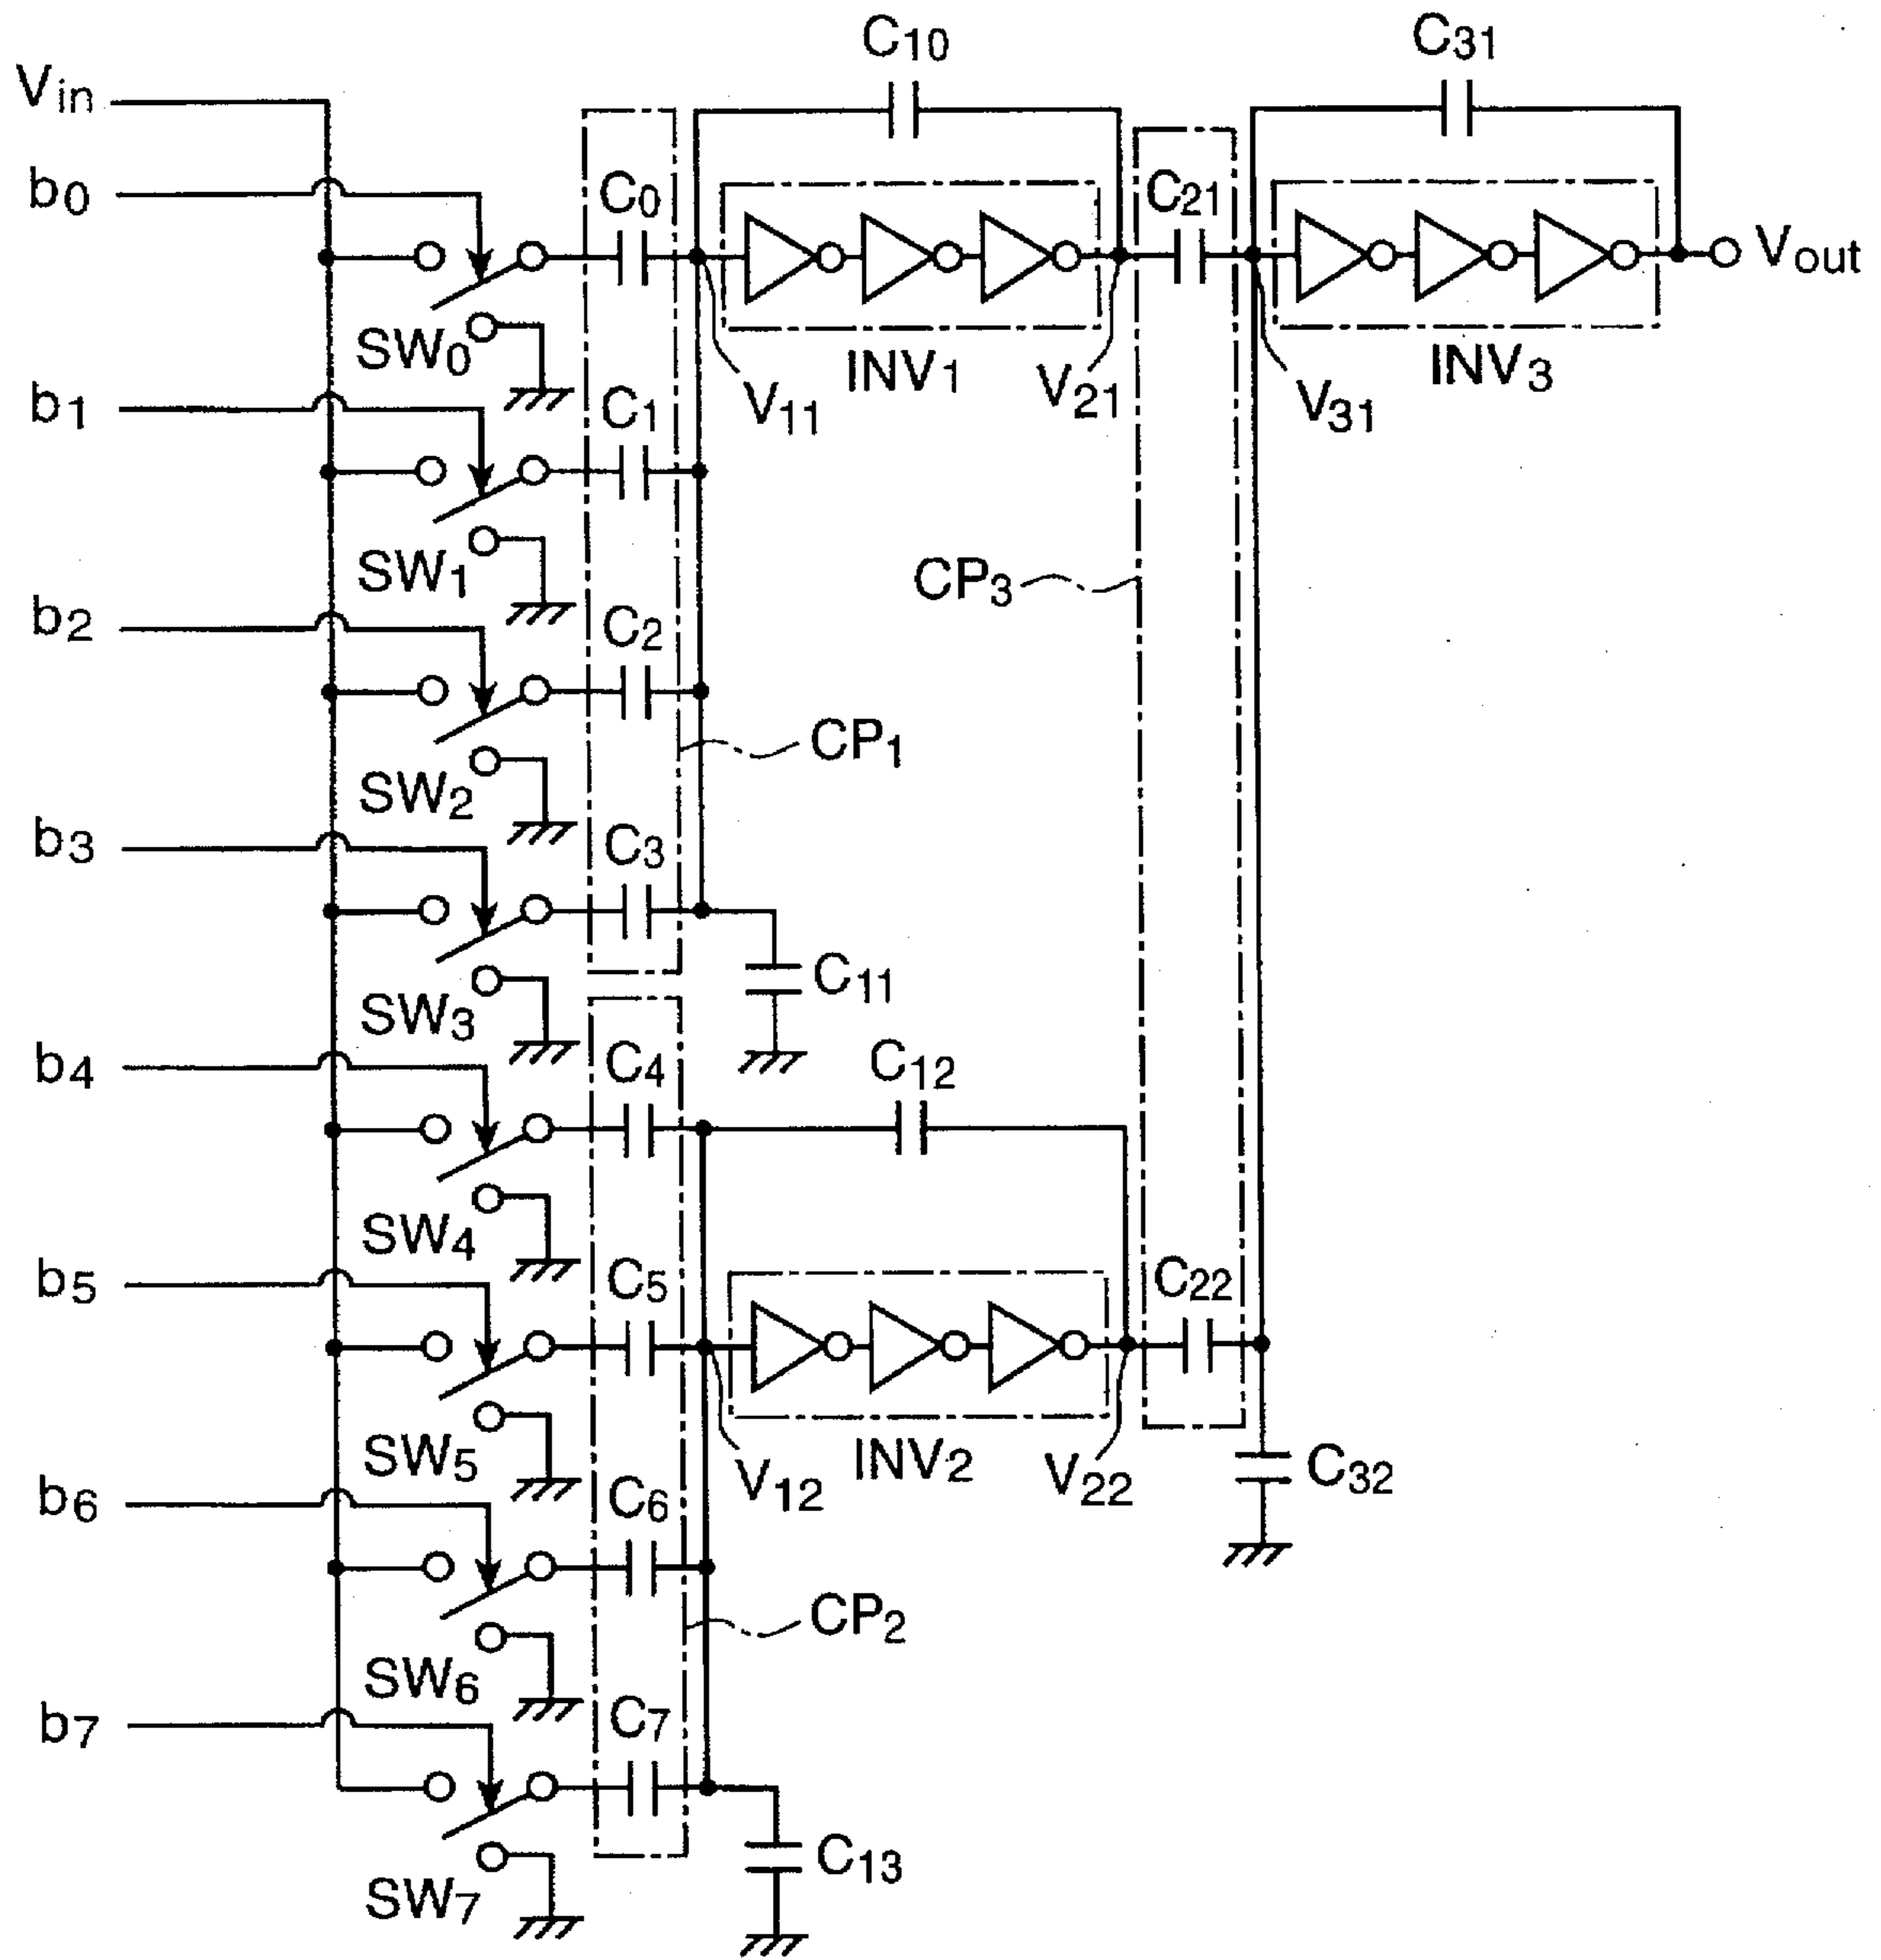 C10
C31
Vin
b0
C0
C21
Vout
SW0
INV1
INV3
V11
V21
V31
b1
C1
SW1
CP3
b2
C2
SW2
CP1
b3
C3
SW3
C11
b4
C4
C12
SW4
b5
C5
C22
SW5
V12
INV2
V22
C32
b6
C6
SW6
CP2
b7
C7
SW7
C13